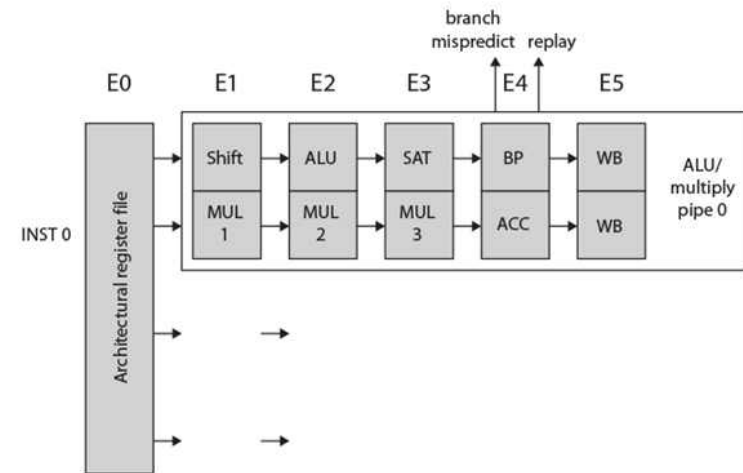 branch
mispredict replay
E0 E1 E2 E3 E4 E5
Shift ALU SAT BP WB
MUL MUL MUL ACC WB
1 2 3
ALU/
multiply
pipe 0
INST 0
Architectural register file